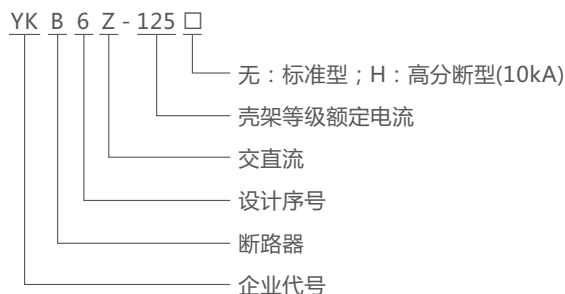 YK B 6 Z - 125 □
无：标准型；H：高分断型(10kA)
壳架等级额定电流
交直流
设计序号
断路器
企业代号